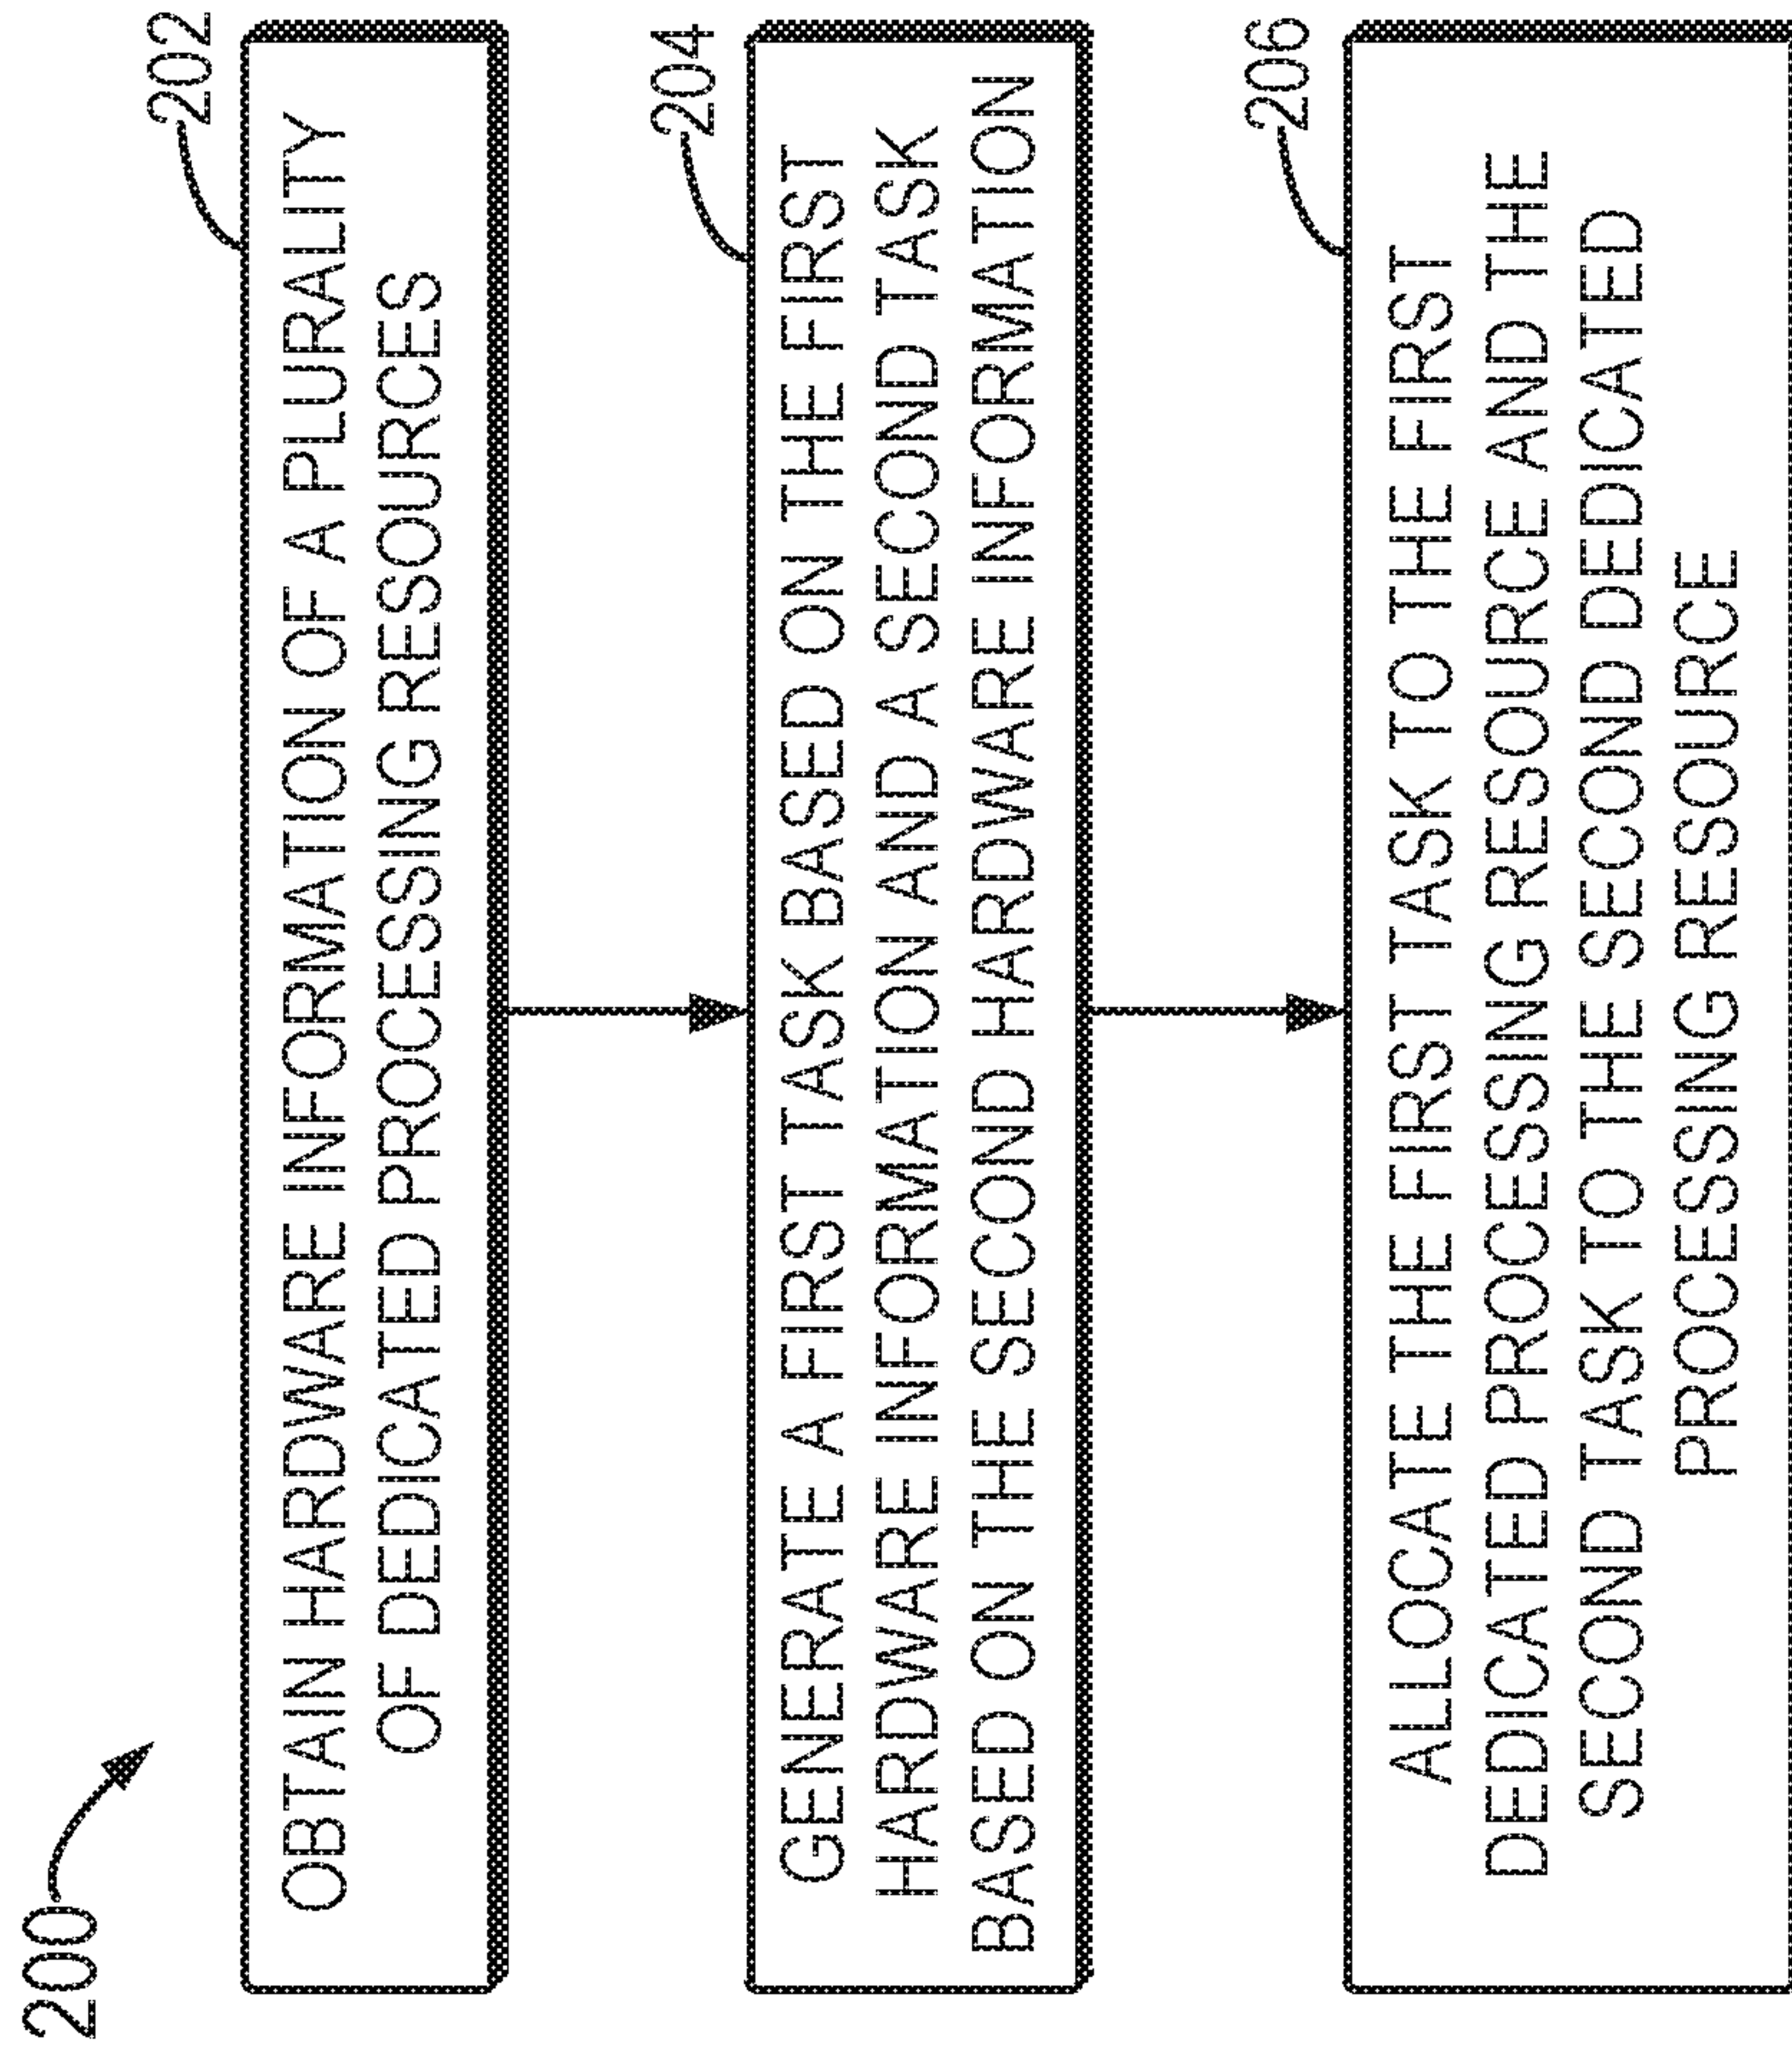 200
202
OBTAIN HARDWARE INFORMATION OF A PLURALITY
OF DEDICATED PROCESSING RESOURCES
204
GENERATE A FIRST TASK BASED ON THE FIRST
HARDWARE INFORMATION AND A SECOND TASK
BASED ON THE SECOND HARDWARE INFORMATION
206
ALLOCATE THE FIRST TASK TO THE FIRST
DEDICATED PROCESSING RESOURCE AND THE
SECOND TASK TO THE SECOND DEDICATED
PROCESSING RESOURCE